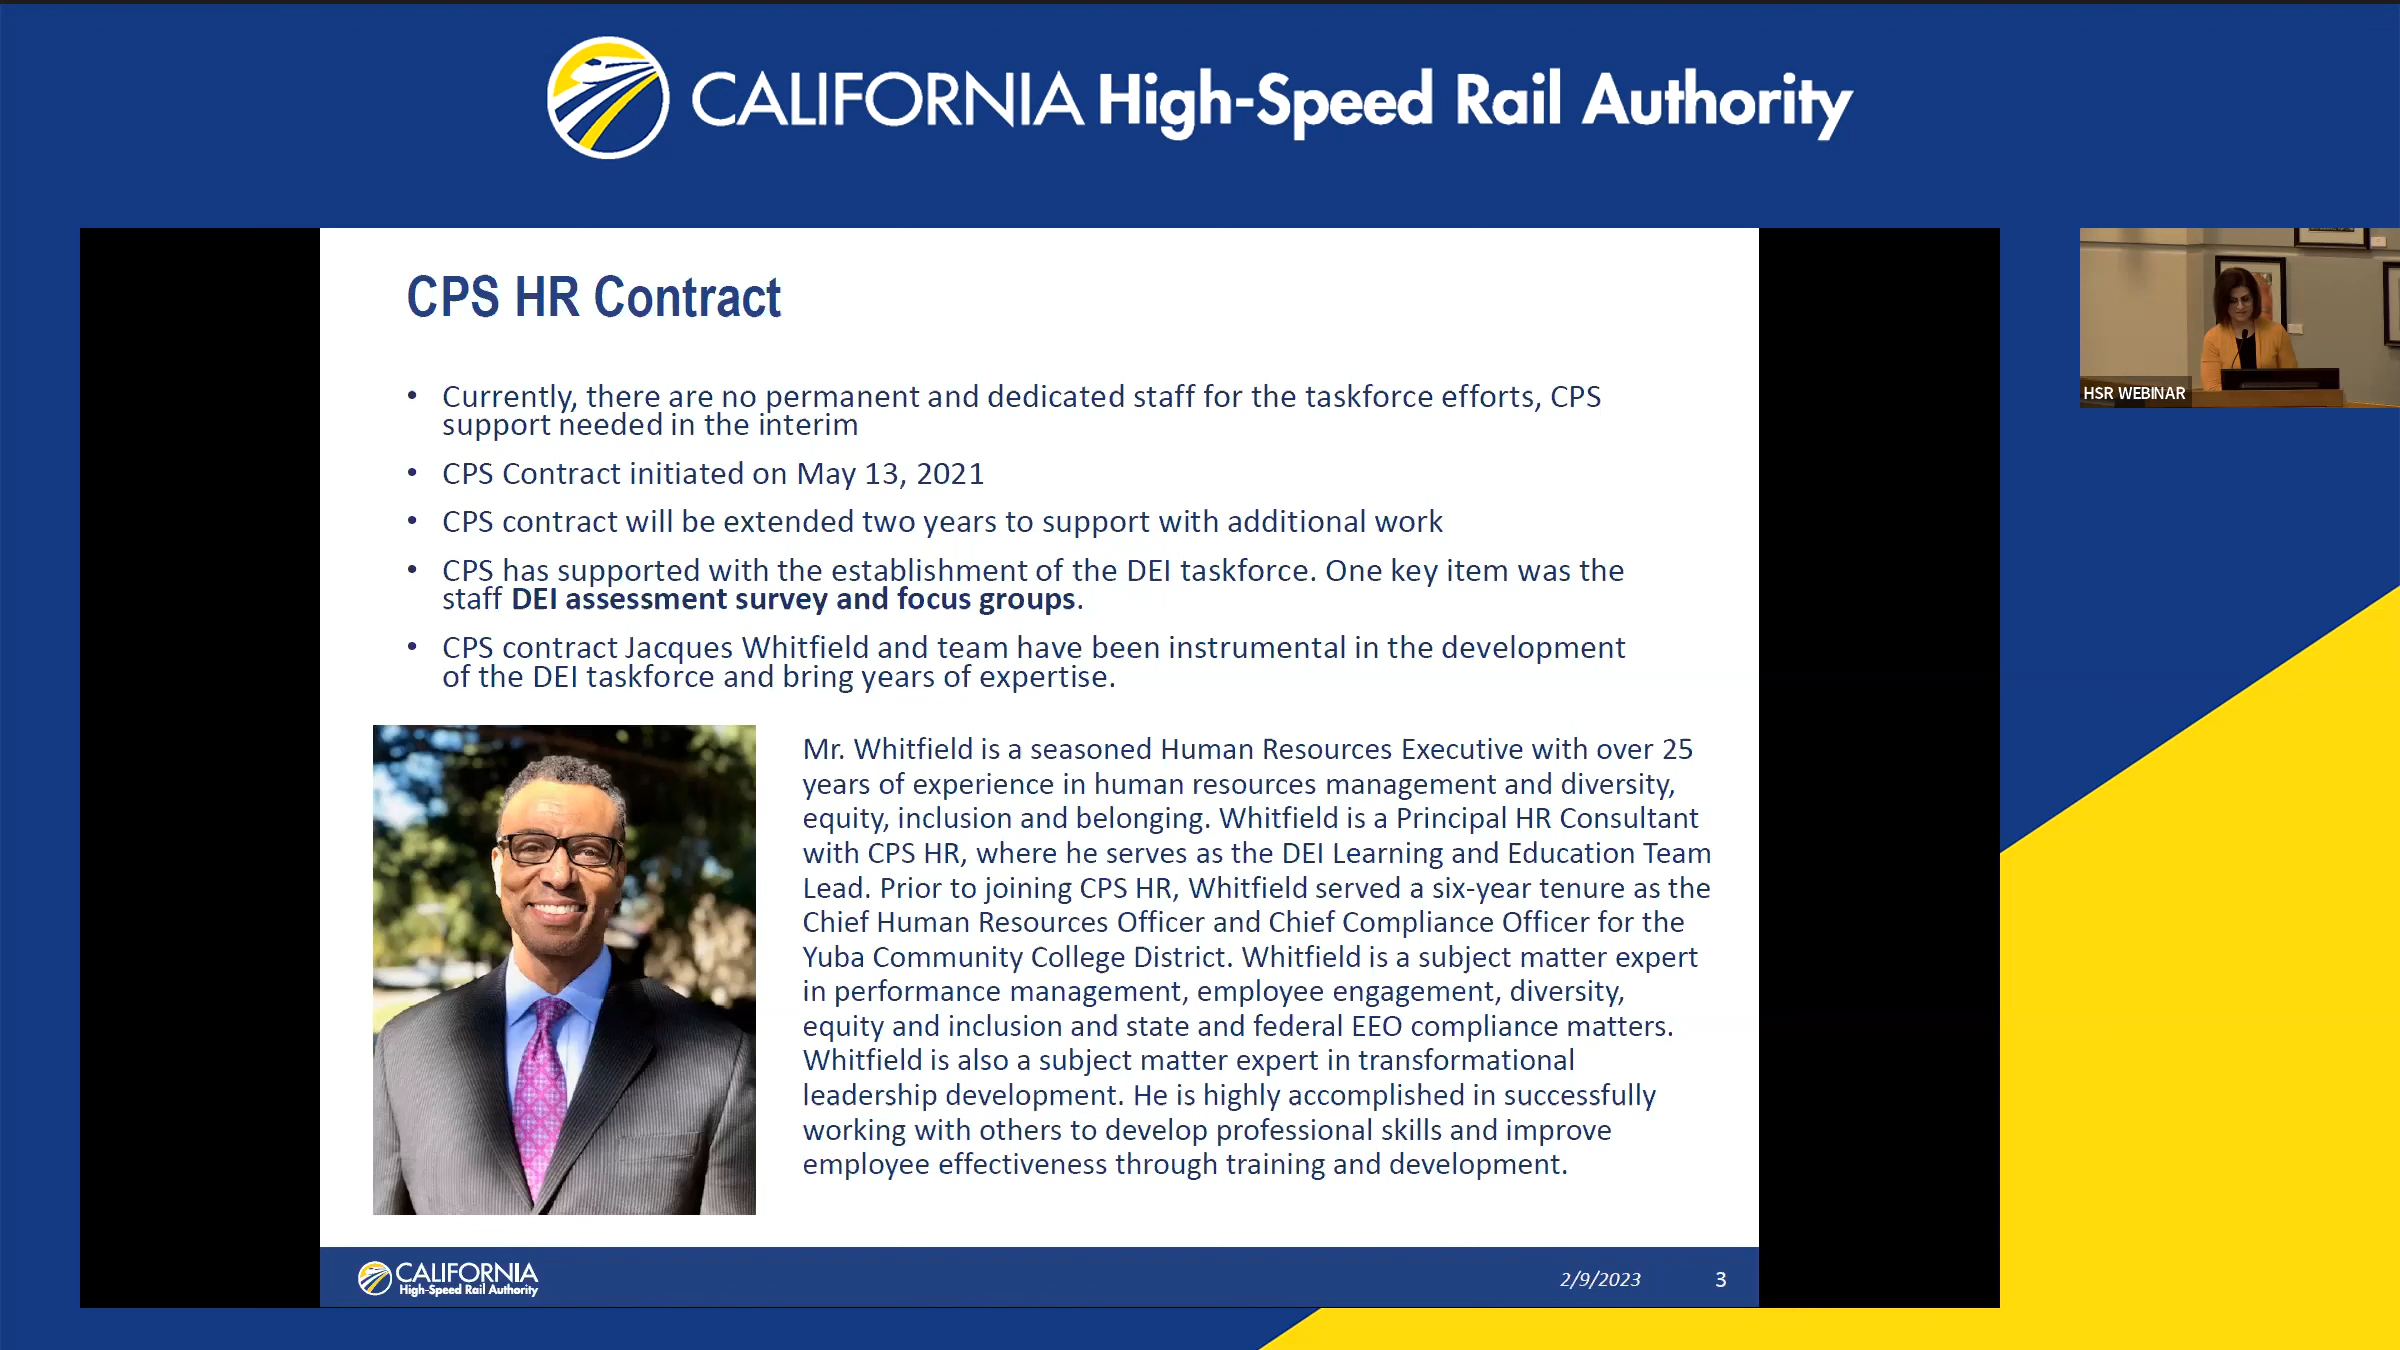 CALIFORNIA High-Speed Rail Authority
CPS HR Contract
• Currently, there are no permanent and dedicated staff for the taskforce efforts, CPS
support needed in the interim
• CPS Contract initiated on May 13, 2021
• CPS contract will be extended two years to support with additional work
• CPS has supported with the establishment of the DEI taskforce. One key item was the
staff DEI assessment survey and focus groups.
• CPS contract Jacques Whitfield and team have been instrumental in the development
of the DEI taskforce and bring years of expertise.
Mr. Whitfield is a seasoned Human Resources Executive with over 25
years of experience in human resources management and diversity,
equity, inclusion and belonging. Whitfield is a Principal HR Consultant
with CPS HR, where he serves as the DEI Learning and Education Team
Lead. Prior to joining CPS HR, Whitfield served a six-year tenure as the
Chief Human Resources Officer and Chief Compliance Officer for the
Yuba Community College District. Whitfield is a subject matter expert
in performance management, employee engagement, diversity,
equity and inclusion and state and federal EEO compliance matters.
Whitfield is also a subject matter expert in transformational
leadership development. He is highly accomplished in successfully
working with others to develop professional skills and improve
employee effectiveness through training and development.
CALIFORNIA
High-Speed Rail Authority
2/9/2023
3
HSR WEBINAR